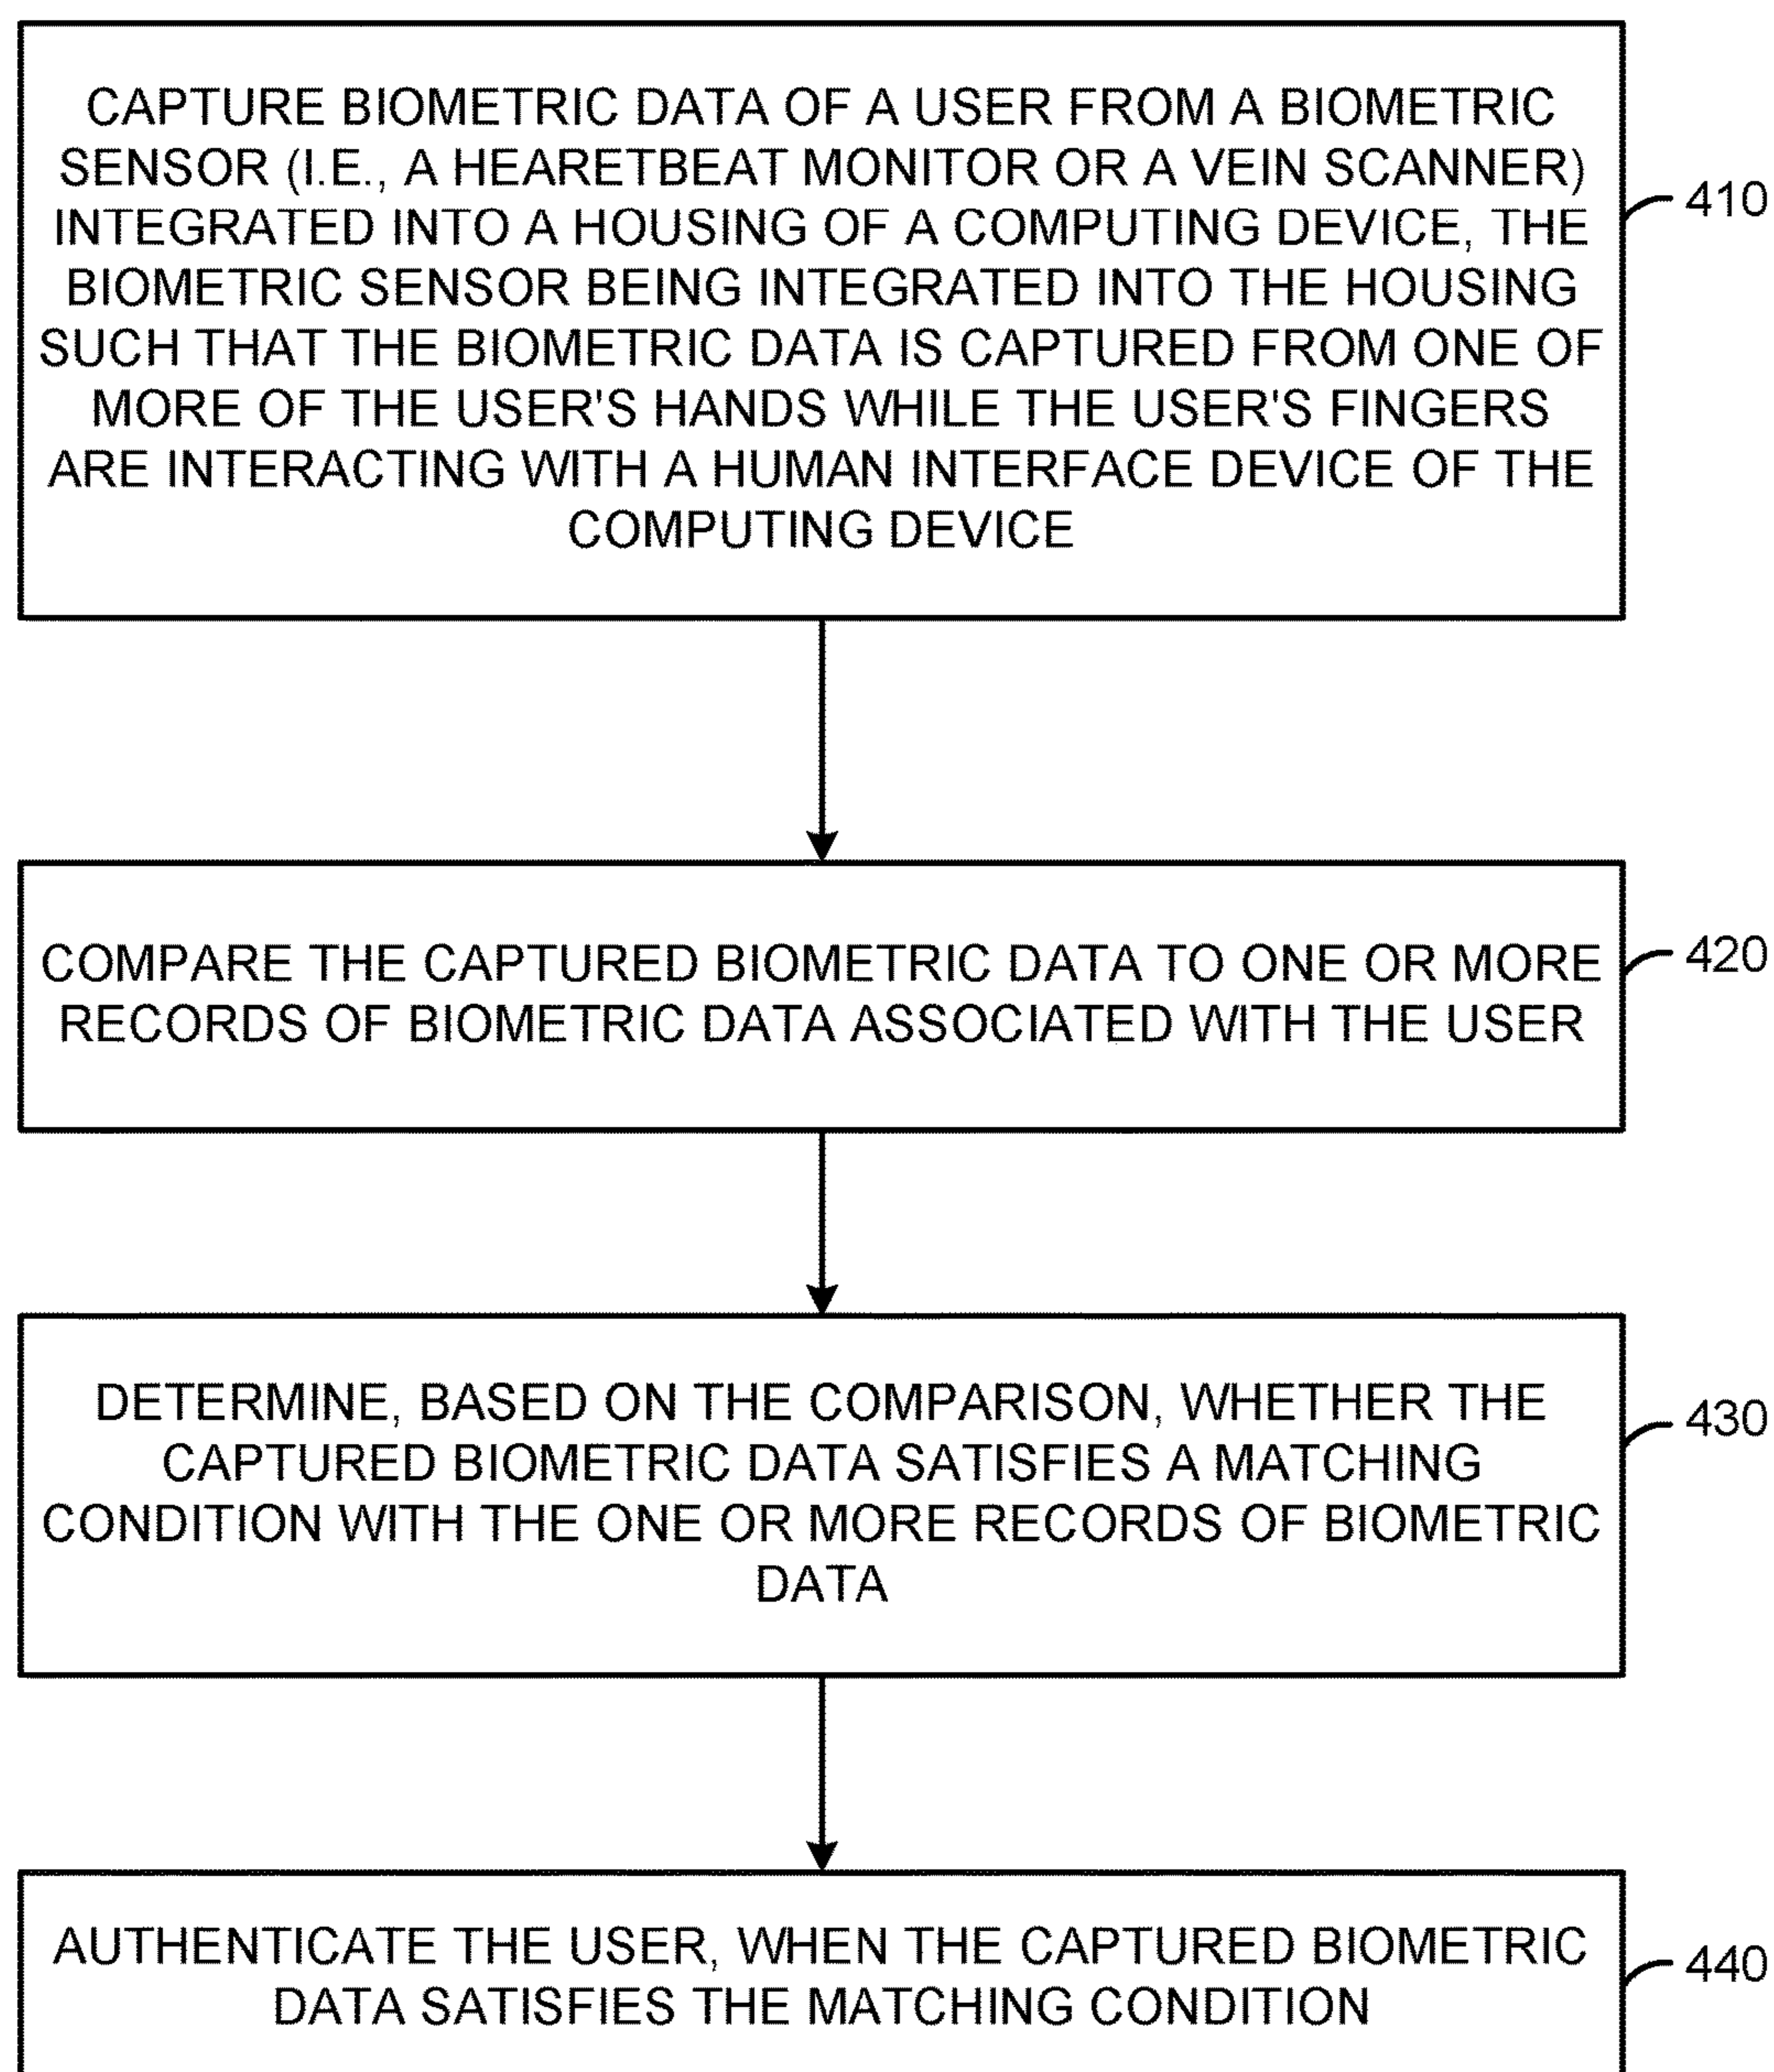 CAPTURE BIOMETRIC DATA OF A USER FROM A BIOMETRIC
SENSOR (I.E., A HEARETBEAT MONITOR OR A VEIN SCANNER)
INTEGRATED INTO A HOUSING OF A COMPUTING DEVICE, THE
BIOMETRIC SENSOR BEING INTEGRATED INTO THE HOUSING
SUCH THAT THE BIOMETRIC DATA IS CAPTURED FROM ONE OF
MORE OF THE USER'S HANDS WHILE THE USER'S FINGERS
ARE INTERACTING WITH A HUMAN INTERFACE DEVICE OF THE
COMPUTING DEVICE
410
COMPARE THE CAPTURED BIOMETRIC DATA TO ONE OR MORE
RECORDS OF BIOMETRIC DATA ASSOCIATED WITH THE USER
420
DETERMINE, BASED ON THE COMPARISON, WHETHER THE
CAPTURED BIOMETRIC DATA SATISFIES A MATCHING
CONDITION WITH THE ONE OR MORE RECORDS OF BIOMETRIC
DATA
430
AUTHENTICATE THE USER, WHEN THE CAPTURED BIOMETRIC
DATA SATISFIES THE MATCHING CONDITION
440